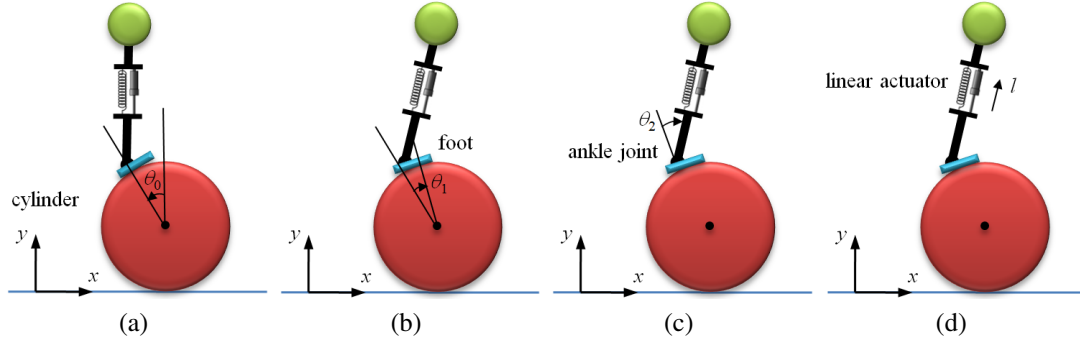 θ₀
cylinder
y
x
(a)
foot
θ₁
y
x
(b)
θ₂
ankle joint
y
x
(c)
linear actuator
l
y
x
(d)